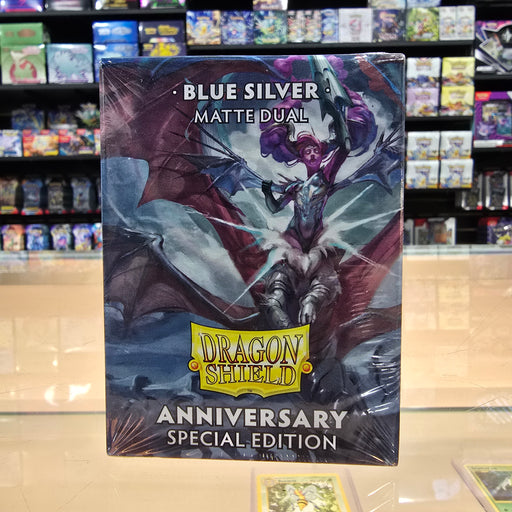 · BLUE SILVER ·
MATTE DUAL
DRAGON
SHIELD
ANNIVERSARY
SPECIAL EDITION